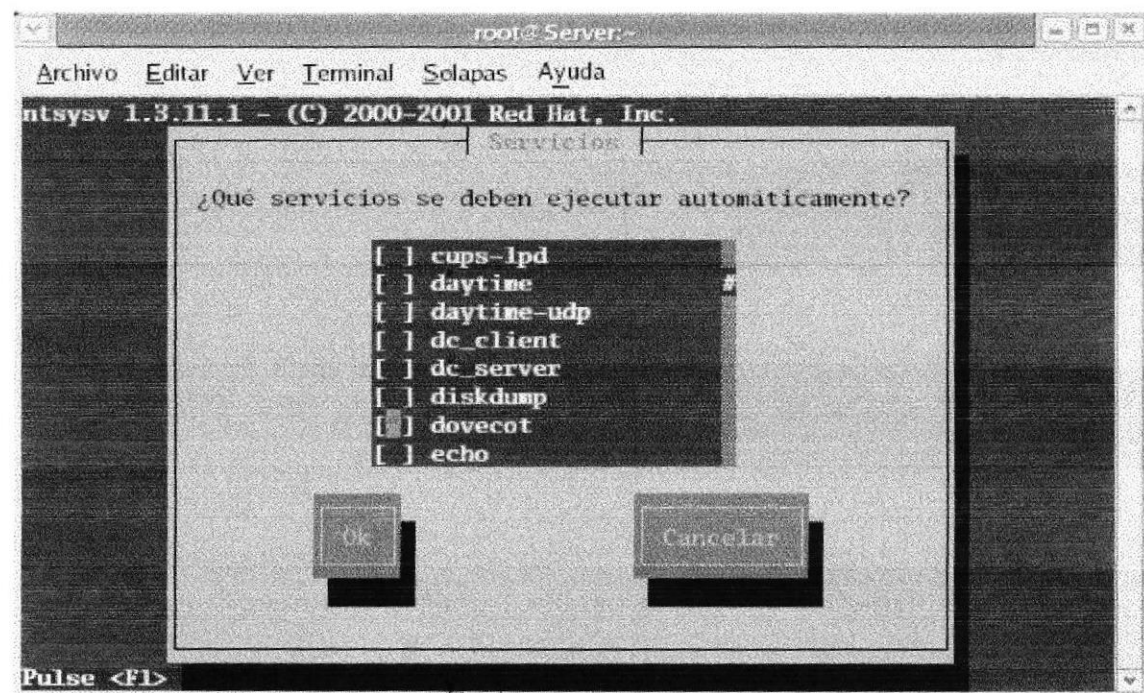 root@Server:~
Archivo Editar Ver Terminal Solapas Ayuda
ntsysv 1.3.11.1 - (C) 2000-2001 Red Hat, Inc.
Servicios
¿Qué servicios se deben ejecutar automáticamente?
[ ] cups-lpd
[ ] daytime #
[ ] daytime-udp
[ ] dc_client
[ ] dc_server
[ ] diskdump
[*] dovecot
[ ] echo
Ok Cancelar
Pulse <F1>